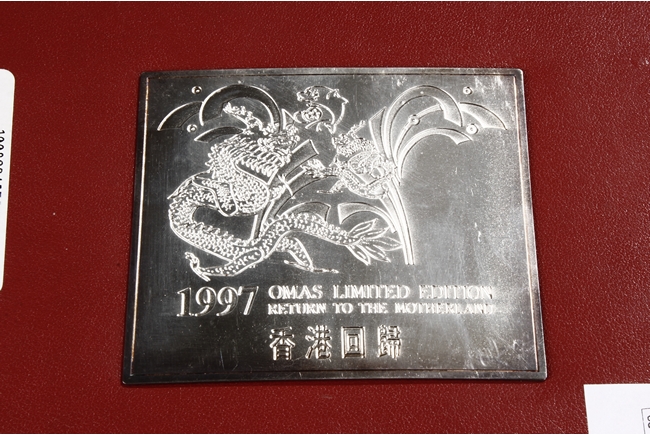 1997 OMAS LIMITED EDITION
RETURN TO THE MOTHERLAND
香港回歸